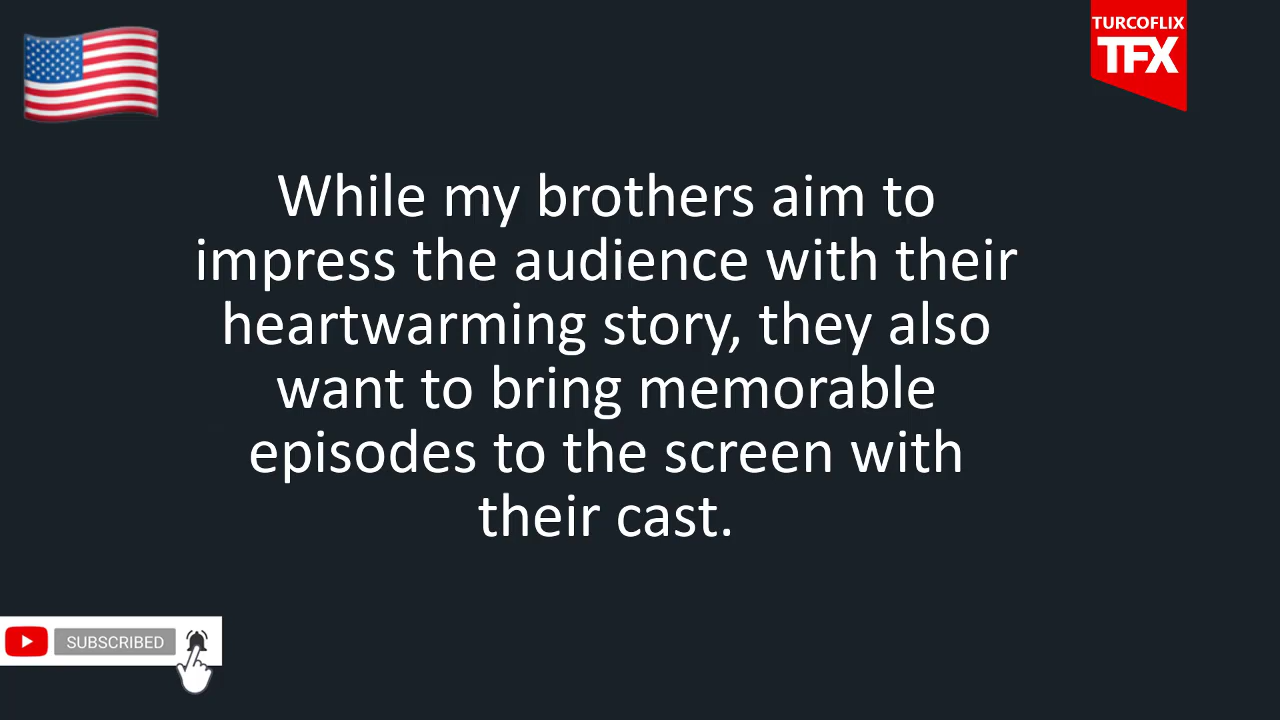 TURCOFLIX
TFX
While my brothers aim to
impress the audience with their
heartwarming story, they also
want to bring memorable
episodes to the screen with
their cast.
SUBSCRIBED